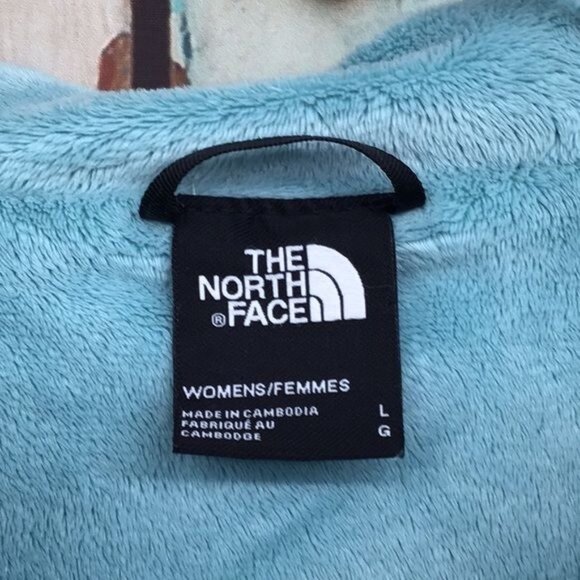 THE
NORTH
® FACE
WOMENS/FEMMES
MADE IN CAMBODIA L
FABRIQUÉ AU G
CAMBODGE